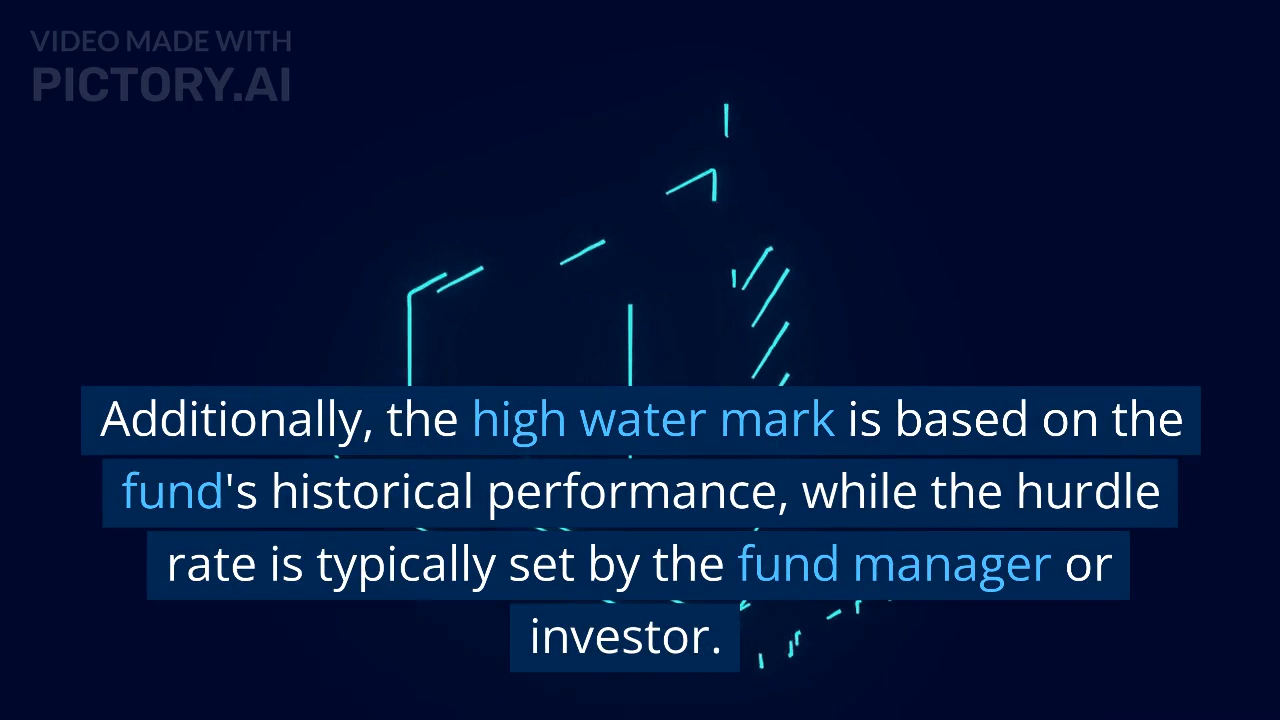 VIDEO MADE WITH
PICTORY.AI
Additionally, the high water mark is based on the
fund's historical performance, while the hurdle
rate is typically set by the fund manager or
investor.